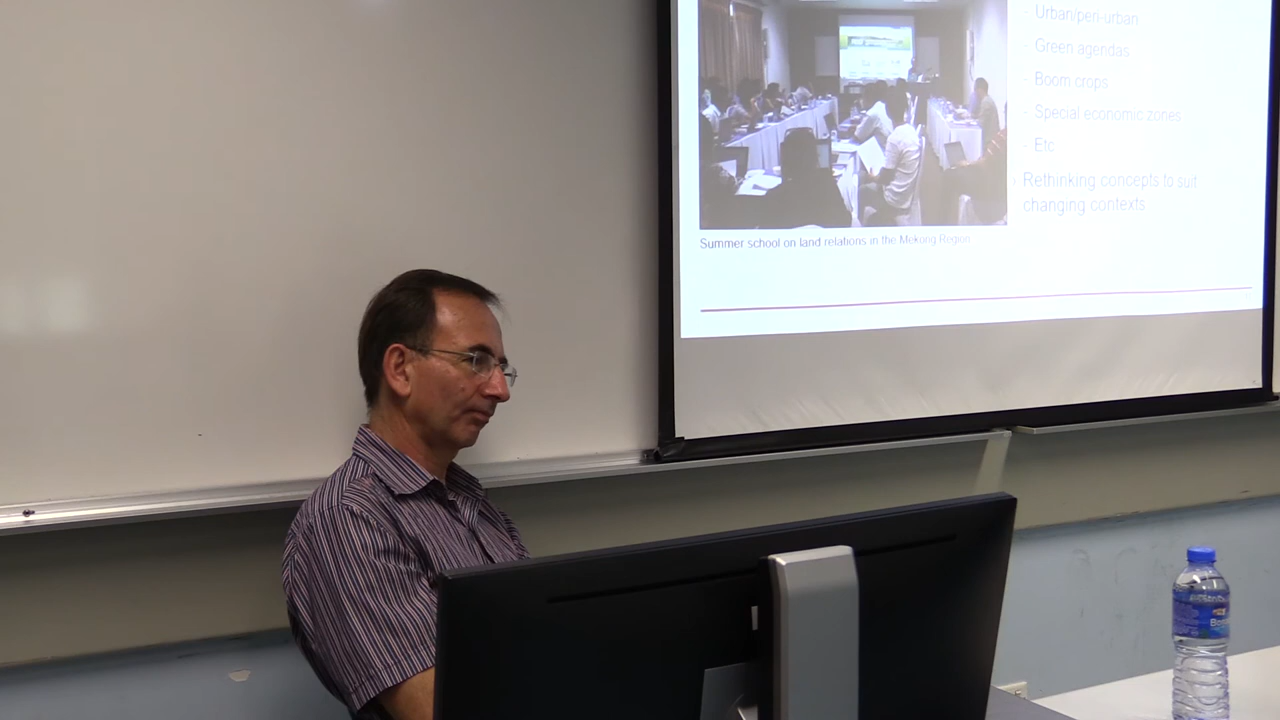 - Urban/peri-urban
- Green agendas
- Boom crops
- Special economic zones
- Etc
Rethinking concepts to suit
changing contexts
Summer school on land relations in the Mekong Region